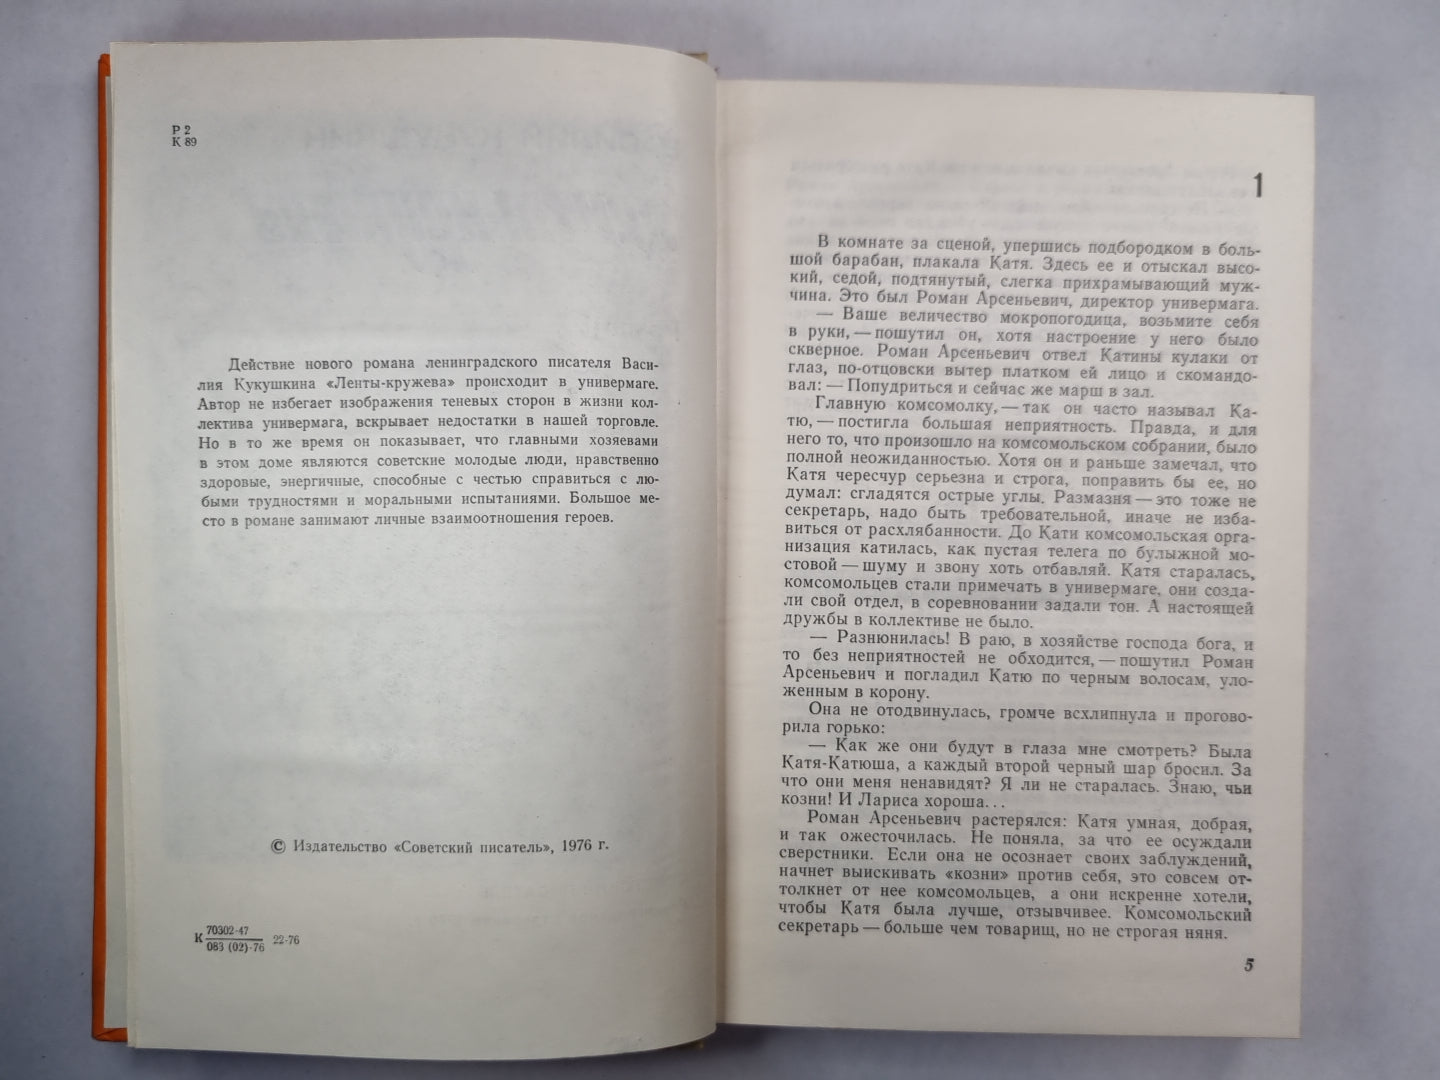 Р 2
К 89
Действие нового романа ленинградского писателя Васи-
лия Кукушкина «Ленты-кружева» происходит в универмаге.
Автор не избегает изображения теневых сторон в жизни кол-
лектива универмага, вскрывает недостатки в нашей торговле.
Но в то же время он показывает, что главными хозяевами
в этом доме являются советские молодые люди, нравственно
здоровые, энергичные, способные с честью справиться с лю-
быми трудностями и моральными испытаниями. Большое ме-
сто в романе занимают личные взаимоотношения героев.
© Издательство «Советский писатель», 1976 г.
К 70302-47
083 (02)-76 22-76
1
В комнате за сценой, упершись подбородком в боль-
шой барабан, плакала Катя. Здесь ее и отыскал высо-
кий, седой, подтянутый, слегка прихрамывающий муж-
чина. Это был Роман Арсеньевич, директор универмага.
— Ваше величество мокропогодица, возьмите себя
в руки, — пошутил он, хотя настроение у него было
скверное. Роман Арсеньевич отвел Катины кулаки от
глаз, по-отцовски вытер платком ей лицо и скомандо-
вал: — Попудриться и сейчас же марш в зал.
Главную комсомолку, — так он часто называл Ка-
тю, — постигла большая неприятность. Правда, и для
него то, что произошло на комсомольском собрании, было
полной неожиданностью. Хотя он и раньше замечал, что
Катя чересчур серьезна и строга, поправить бы ее, но
думал: сгладятся острые углы. Размазня — это тоже не
секретарь, надо быть требовательной, иначе не изба-
виться от расхлябанности. До Кати комсомольская орга-
низация катилась, как пустая телега по булыжной мо-
стовой — шуму и звону хоть отбавляй. Катя старалась,
комсомольцев стали примечать в универмаге, они созда-
ли свой отдел, в соревновании задали тон. А настоящей
дружбы в коллективе не было.
— Разнюнилась! В раю, в хозяйстве господа бога, и
то без неприятностей не обходится, — пошутил Роман
Арсеньевич и погладил Катю по черным волосам, уло-
женным в корону.
Она не отодвинулась, громче всхлипнула и прогово-
рила горько:
— Как же они будут в глаза мне смотреть? Была
Катя-Катюша, а каждый второй черный шар бросил. За
что они меня ненавидят? Я ли не старалась. Знаю, чьи
козни! И Лариса хороша...
Роман Арсеньевич растерялся: Катя умная, добрая,
и так ожесточилась. Не поняла, за что ее осуждали
сверстники. Если она не осознает своих заблуждений,
начнет выискивать «козни» против себя, это совсем от-
толкнет от нее комсомольцев, а они искренне хотели,
чтобы Катя была лучше, отзывчивее. Комсомольский
секретарь — больше чем товарищ, но не строгая няня.
5